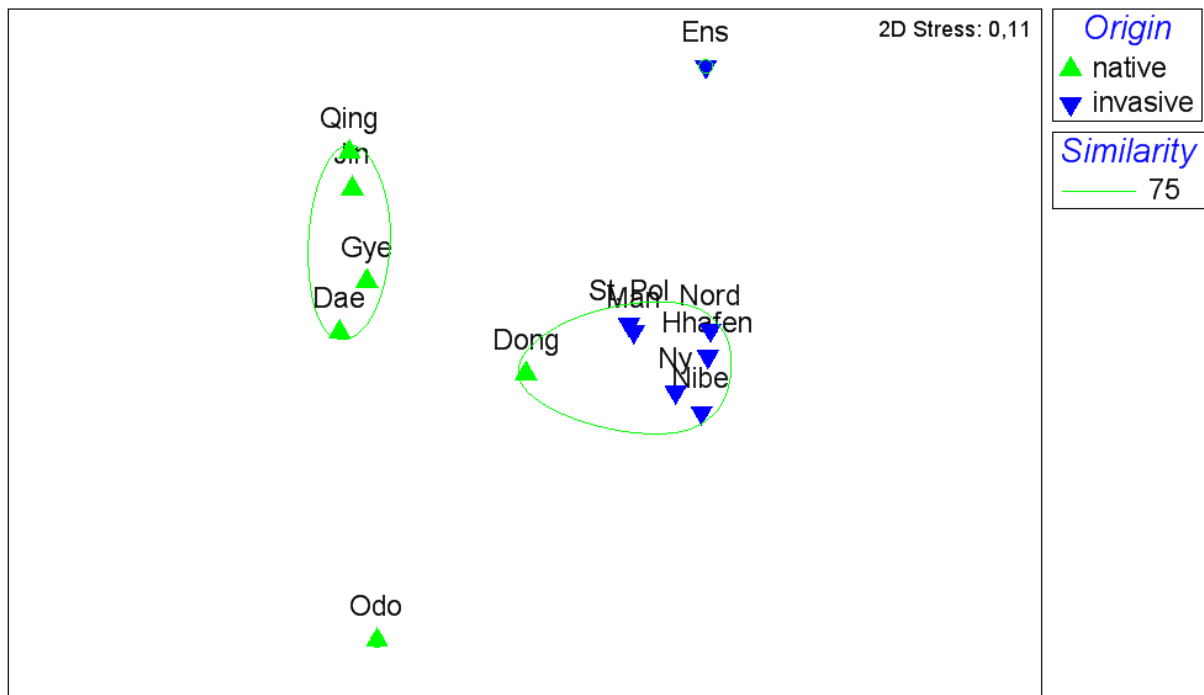 2D Stress: 0,11
Ens
Qing
Jin
Gye
Dae
St. Pol
Man
Nord
Hhafen
Dong
Ny
Nibe
Odo
Origin
native
invasive
Similarity
75